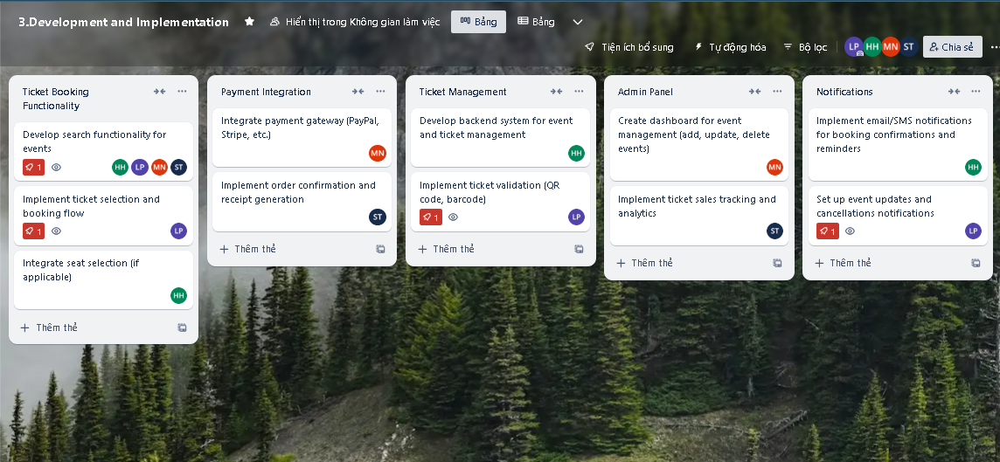 3.Development and Implementation
Hiển thị trong Không gian làm việc
Bảng
Bảng
Tiện ích bổ sung
Tự động hóa
Bộ lọc
LP
HH
MN
ST
Chia sẻ
Ticket Booking
Functionality
Develop search functionality for
events
1
HH
LP
MN
ST
Implement ticket selection and
booking flow
1
LP
Integrate seat selection (if
applicable)
HH
Thêm thẻ
Payment Integration
Integrate payment gateway (PayPal,
Stripe, etc.)
MN
Implement order confirmation and
receipt generation
ST
Thêm thẻ
Ticket Management
Develop backend system for event
and ticket management
HH
Implement ticket validation (QR
code, barcode)
1
LP
Thêm thẻ
Admin Panel
Create dashboard for event
management (add, update, delete
events)
MN
Implement ticket sales tracking and
analytics
ST
Thêm thẻ
Notifications
Implement email/SMS notifications
for booking confirmations and
reminders
HH
Set up event updates and
cancellations notifications
1
LP
Thêm thẻ